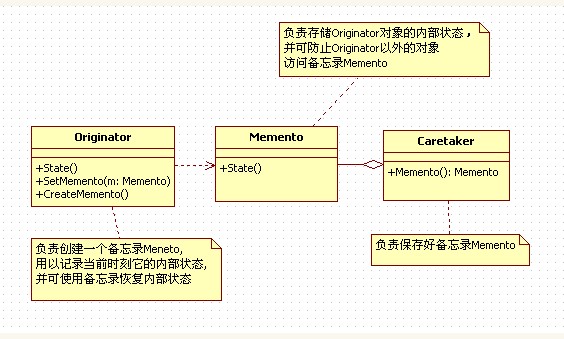 负责存储Originator对象的内部状态，
并可防止Originator以外的对象
访问备忘录Memento
Originator
+State()
+SetMemento(m: Memento)
+CreateMemento()
Memento
+State()
Caretaker
+Memento(): Memento
负责创建一个备忘录Meneto,
用以记录当前时刻它的内部状态,
并可使用备忘录恢复内部状态
负责保存好备忘录Memento